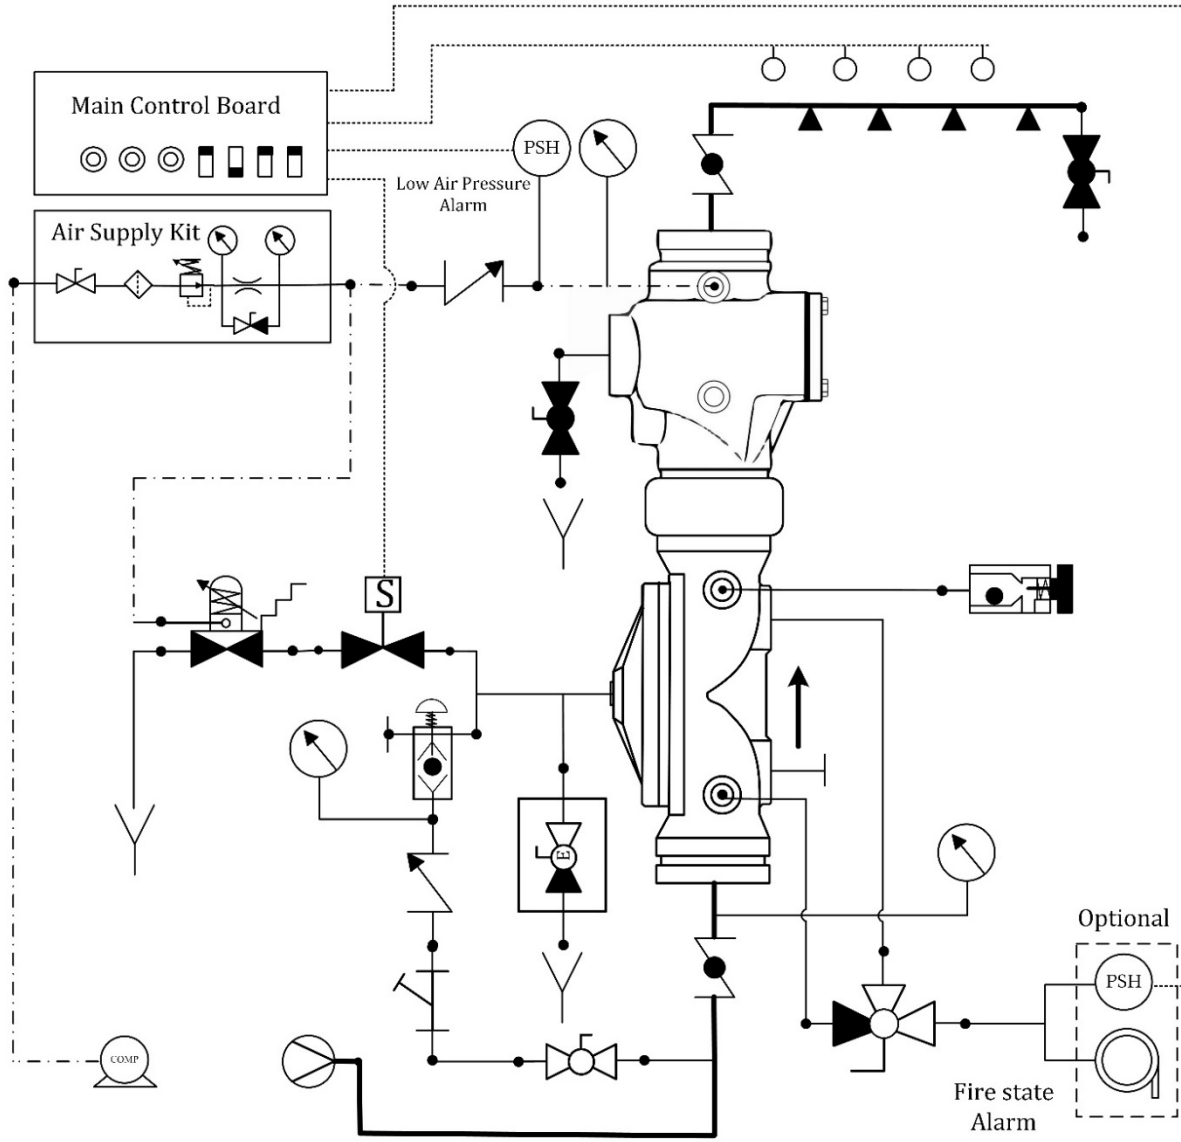 Main Control Board
PSH
Low Air Pressure
Alarm
Air Supply Kit
S
E
Optional
PSH
COMP
Fire state
Alarm